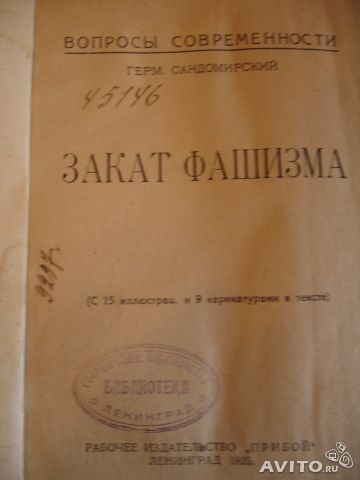 ВОПРОСЫ СОВРЕМЕННОСТИ
ГЕРМ. САНДОМИРСКИЙ
45146
ЗАКАТ ФАШИЗМА
9297.
(С 15 иллюстрац. и 9 карикатурами в тексте)
БИБЛИОТЕКА
ЛЕНИНГРАД
РАБОЧЕЕ ИЗДАТЕЛЬСТВО „ПРИБОЙ"
ЛЕНИНГРАД 1925.
AVITO.ru